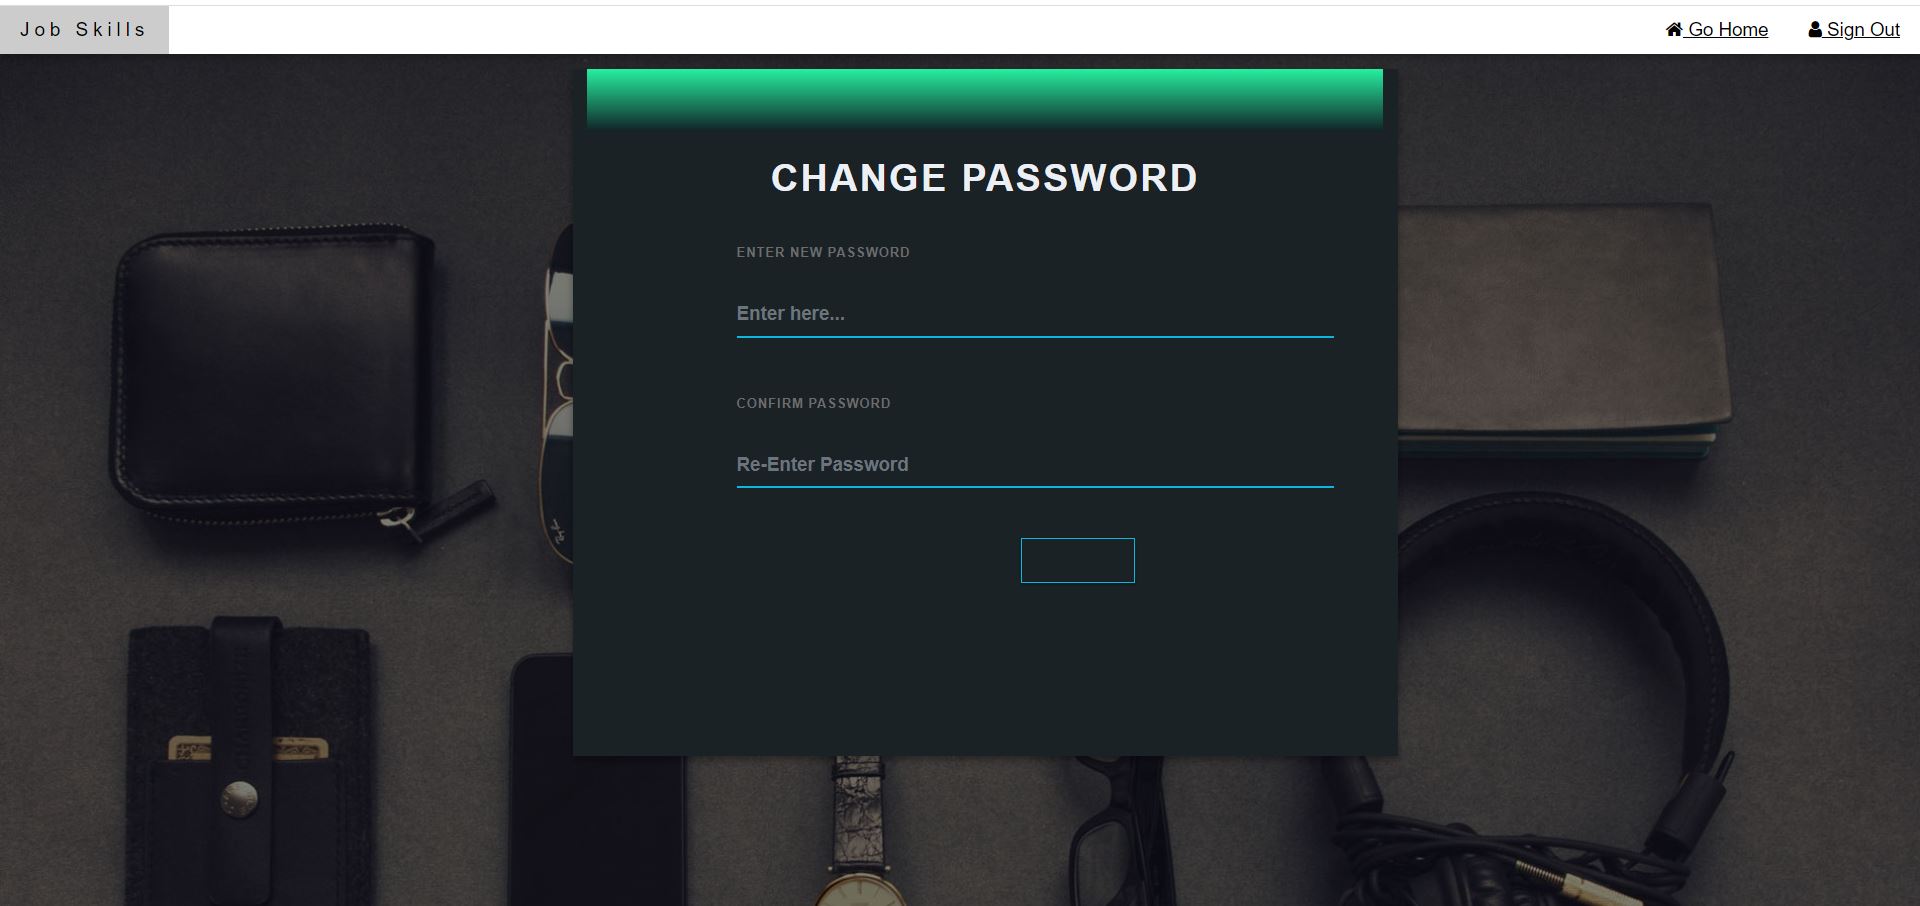 Job Skills
Go Home
Sign Out
CHANGE PASSWORD
ENTER NEW PASSWORD
Enter here...
CONFIRM PASSWORD
Re-Enter Password